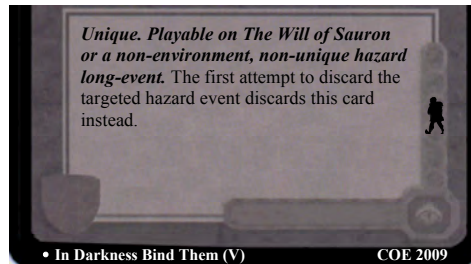 Unique. Playable on The Will of Sauron
or a non-environment, non-unique hazard
long-event. The first attempt to discard the
targeted hazard event discards this card
instead.
• In Darkness Bind Them (V) COE 2009